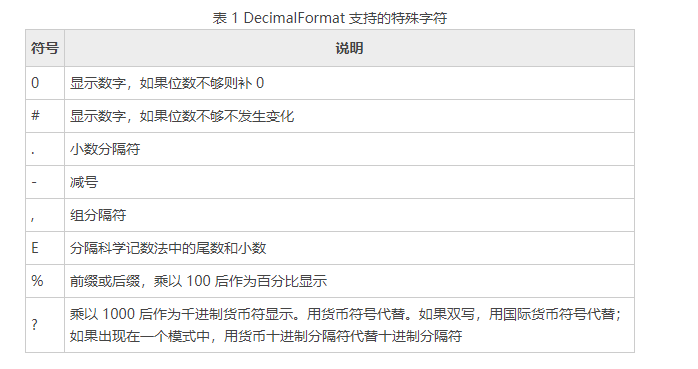 表 1 DecimalFormat 支持的特殊字符
符号 说明
0 显示数字，如果位数不够则补 0
# 显示数字，如果位数不够不发生变化
. 小数分隔符
- 减号
, 组分隔符
E 分隔科学记数法中的尾数和小数
% 前缀或后缀，乘以 100 后作为百分比显示
? 乘以 1000 后作为千进制货币符显示。用货币符号代替。如果双写，用国际货币符号代替；
如果出现在一个模式中，用货币十进制分隔符代替十进制分隔符